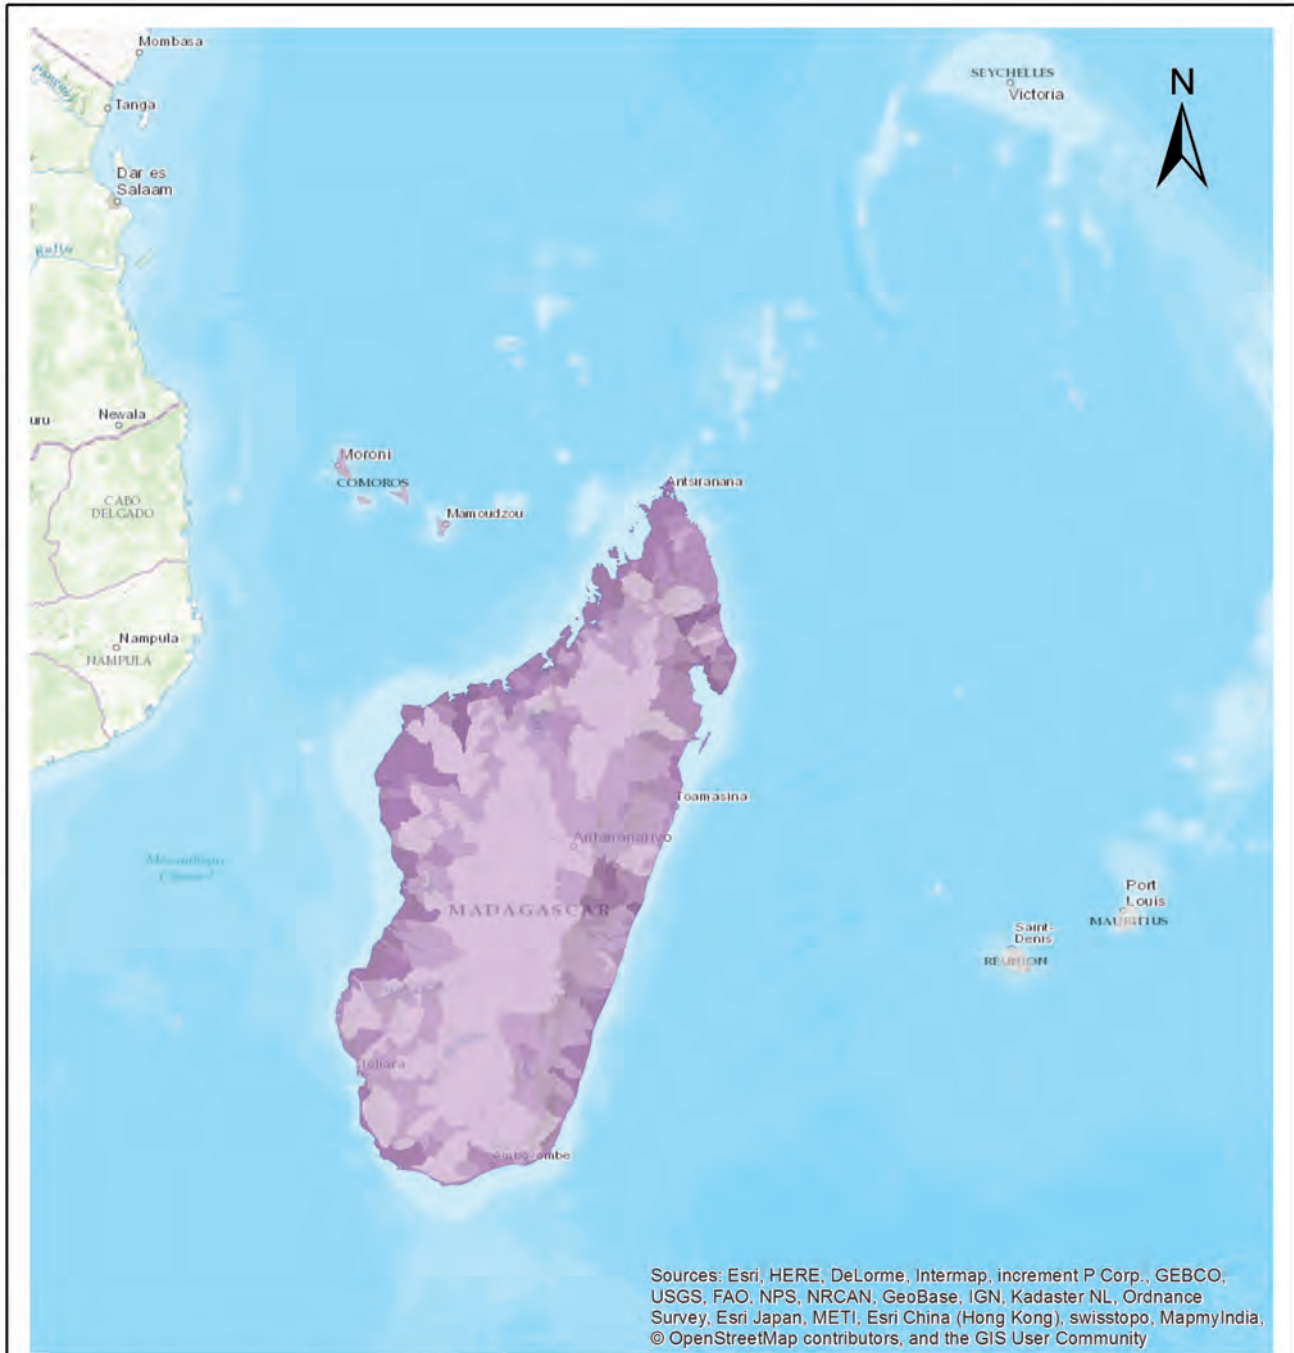 Mombasa
SEYCHELLES
Victoria
N
Tanga
Dar es
Salaam
uru
Newala
Moroni
COMOROS
CABO
DELGADO
Antsiranana
Mamoudzou
Nampula
NAMPULA
Toamasina
Antananarivo
MADAGASCAR
Port
Louis
MAURITIUS
Saint-
Denis
RÉUNION
Toliara
Sources: Esri, HERE, DeLorme, Intermap, increment P Corp., GEBCO,
USGS, FAO, NPS, NRCAN, GeoBase, IGN, Kadaster NL, Ordnance
Survey, Esri Japan, METI, Esri China (Hong Kong), swisstopo, MapmyIndia,
© OpenStreetMap contributors, and the GIS User Community